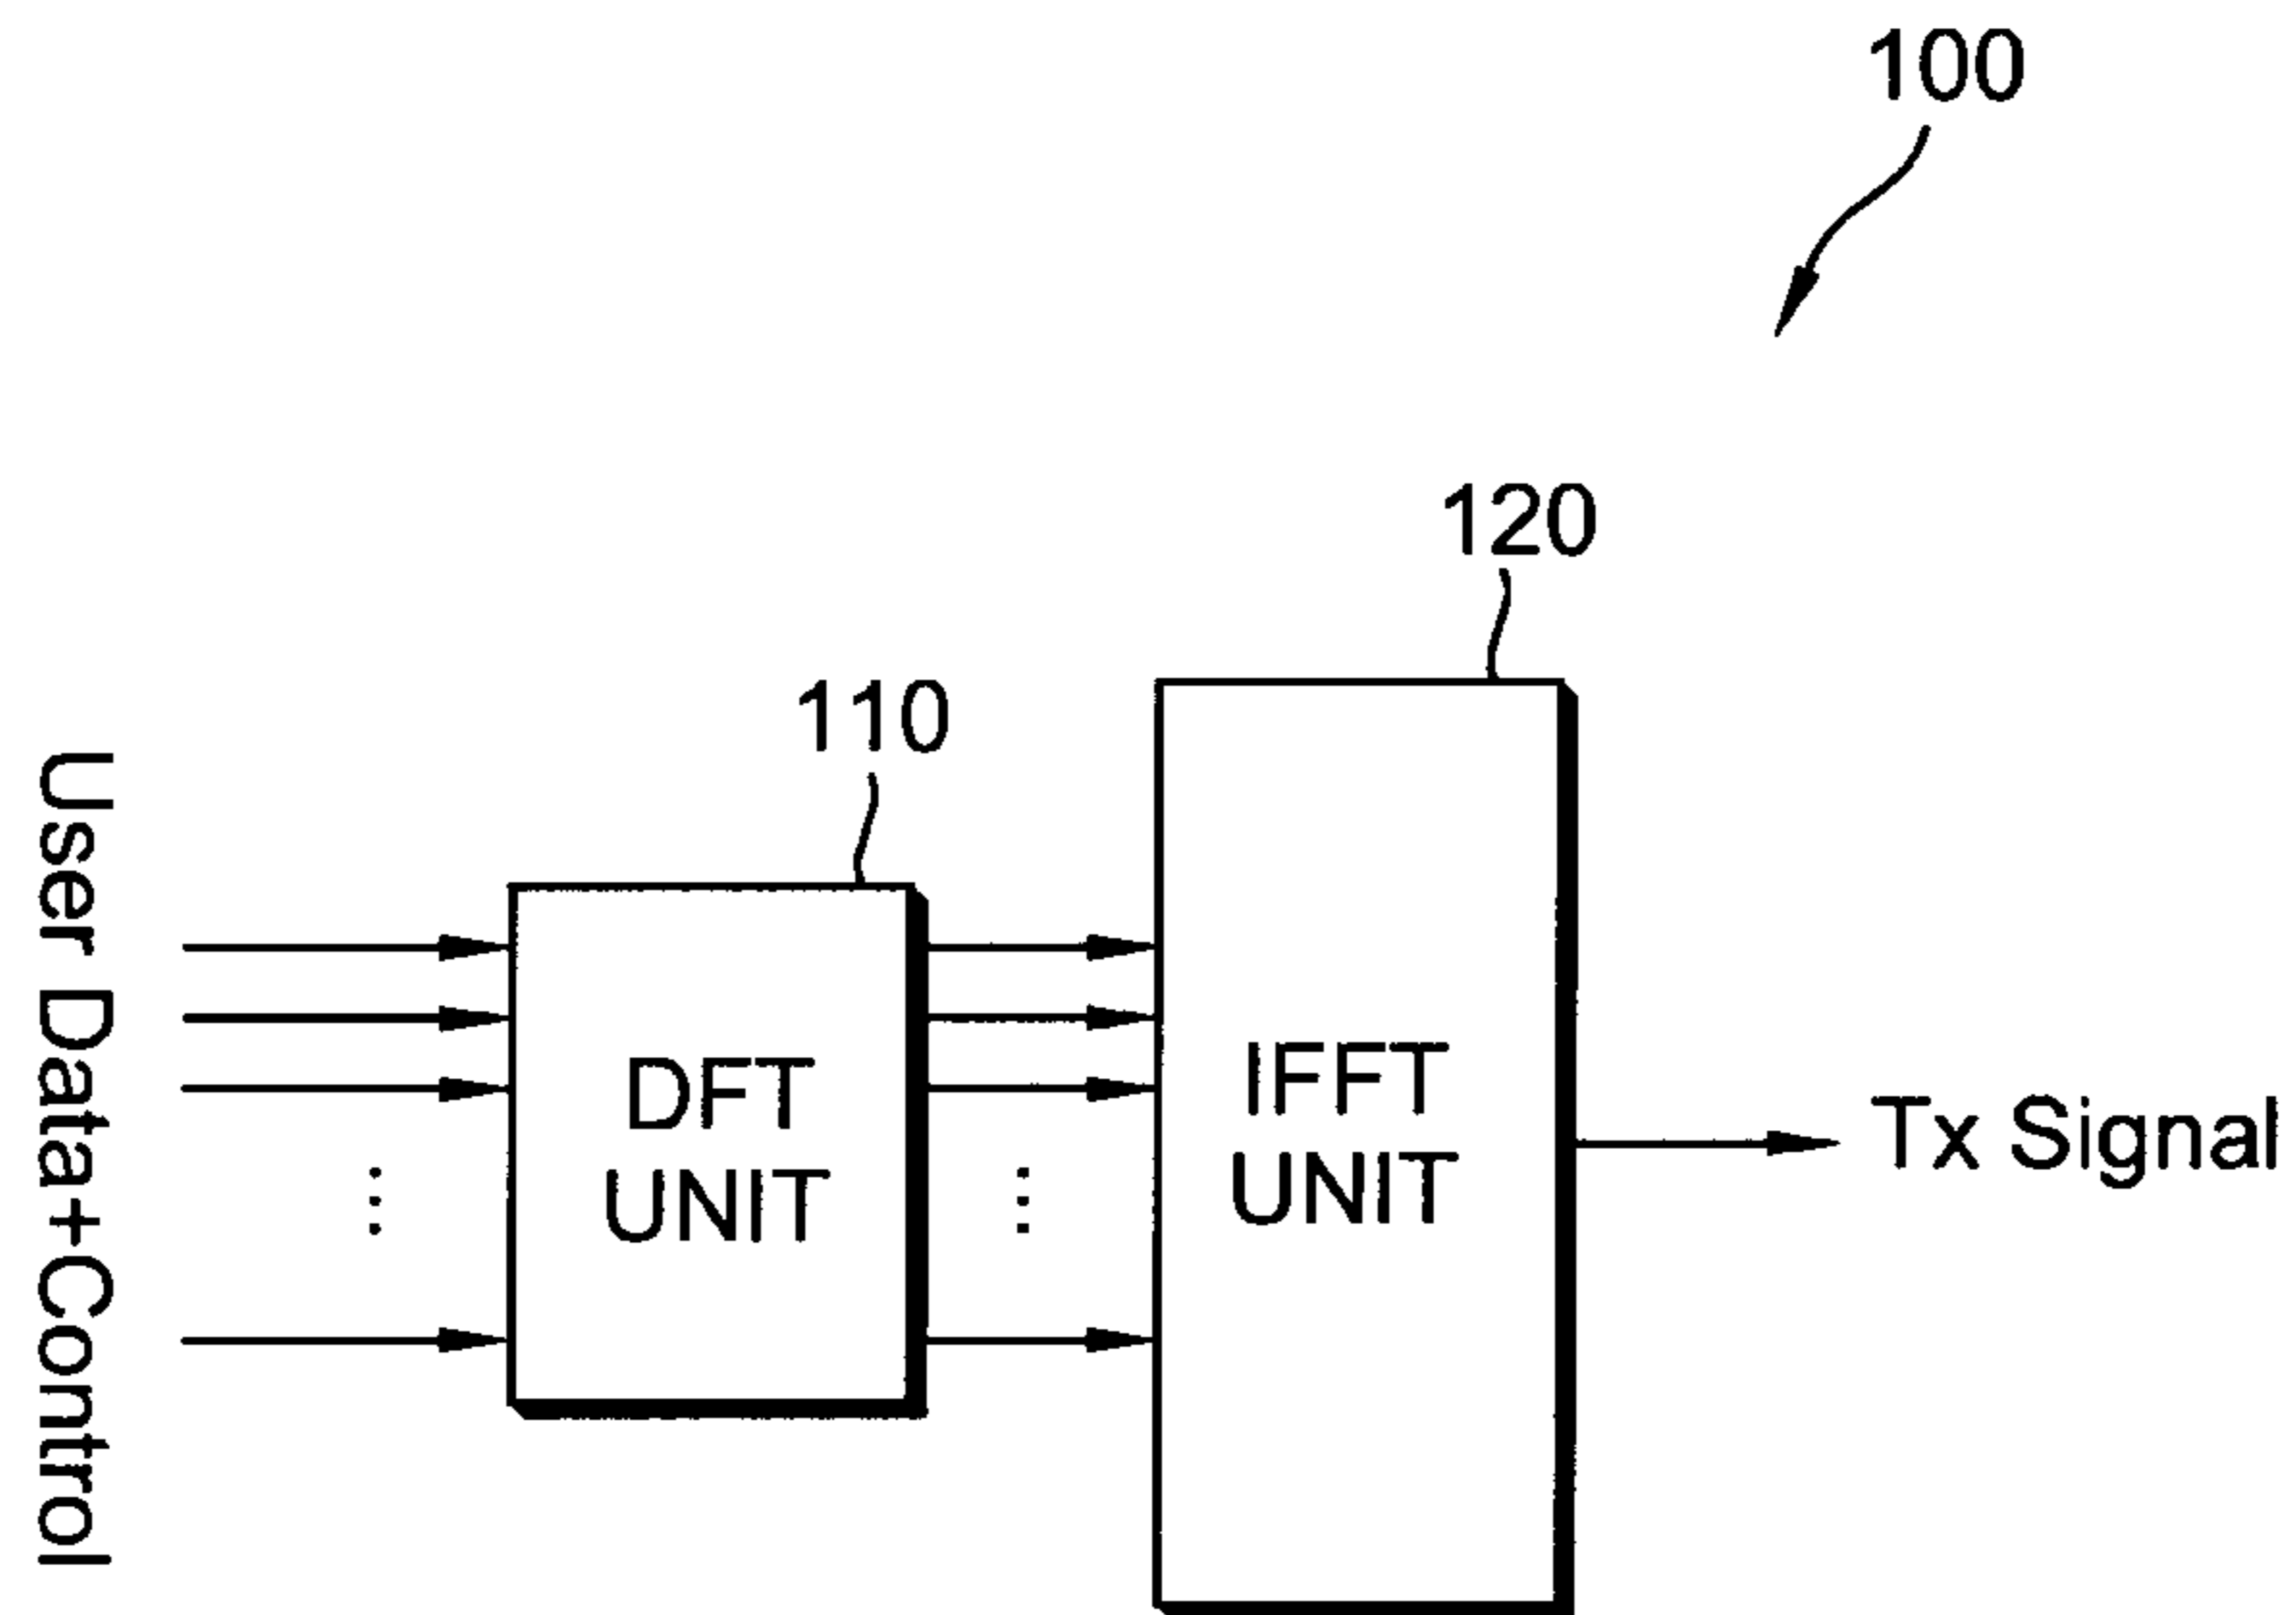 100
120
110
User Data+Control
DFT
UNIT
IFFT
UNIT
Tx Signal